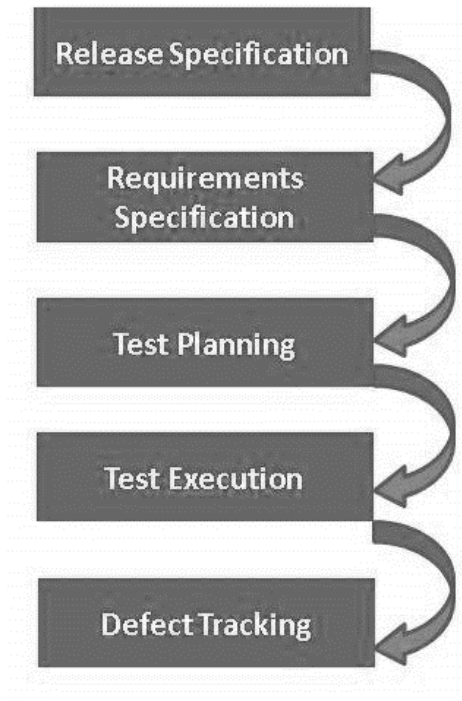 Release Specification
Requirements
Specification
Test Planning
Test Execution
Defect Tracking